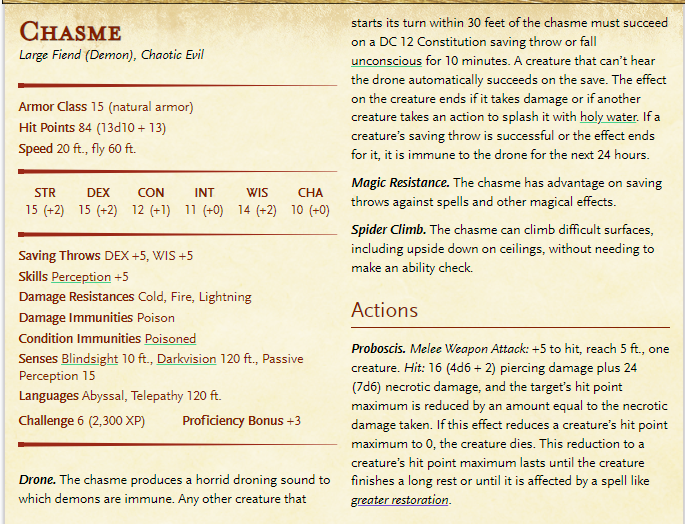 Chasme
Large Fiend (Demon), Chaotic Evil
Armor Class 15 (natural armor)
Hit Points 84 (13d10 + 13)
Speed 20 ft., fly 60 ft.
STR DEX CON INT WIS CHA
15 (+2) 15 (+2) 12 (+1) 11 (+0) 14 (+2) 10 (+0)
Saving Throws DEX +5, WIS +5
Skills Perception +5
Damage Resistances Cold, Fire, Lightning
Damage Immunities Poison
Condition Immunities Poisoned
Senses Blindsight 10 ft., Darkvision 120 ft., Passive
Perception 15
Languages Abyssal, Telepathy 120 ft.
Challenge 6 (2,300 XP) Proficiency Bonus +3
Drone. The chasme produces a horrid droning sound to
which demons are immune. Any other creature that
starts its turn within 30 feet of the chasme must succeed
on a DC 12 Constitution saving throw or fall
unconscious for 10 minutes. A creature that can't hear
the drone automatically succeeds on the save. The effect
on the creature ends if it takes damage or if another
creature takes an action to splash it with holy water. If a
creature's saving throw is successful or the effect ends
for it, it is immune to the drone for the next 24 hours.
Magic Resistance. The chasme has advantage on saving
throws against spells and other magical effects.
Spider Climb. The chasme can climb difficult surfaces,
including upside down on ceilings, without needing to
make an ability check.
Actions
Proboscis. Melee Weapon Attack: +5 to hit, reach 5 ft., one
creature. Hit: 16 (4d6 + 2) piercing damage plus 24
(7d6) necrotic damage, and the target's hit point
maximum is reduced by an amount equal to the necrotic
damage taken. If this effect reduces a creature's hit point
maximum to 0, the creature dies. This reduction to a
creature's hit point maximum lasts until the creature
finishes a long rest or until it is affected by a spell like
greater restoration.